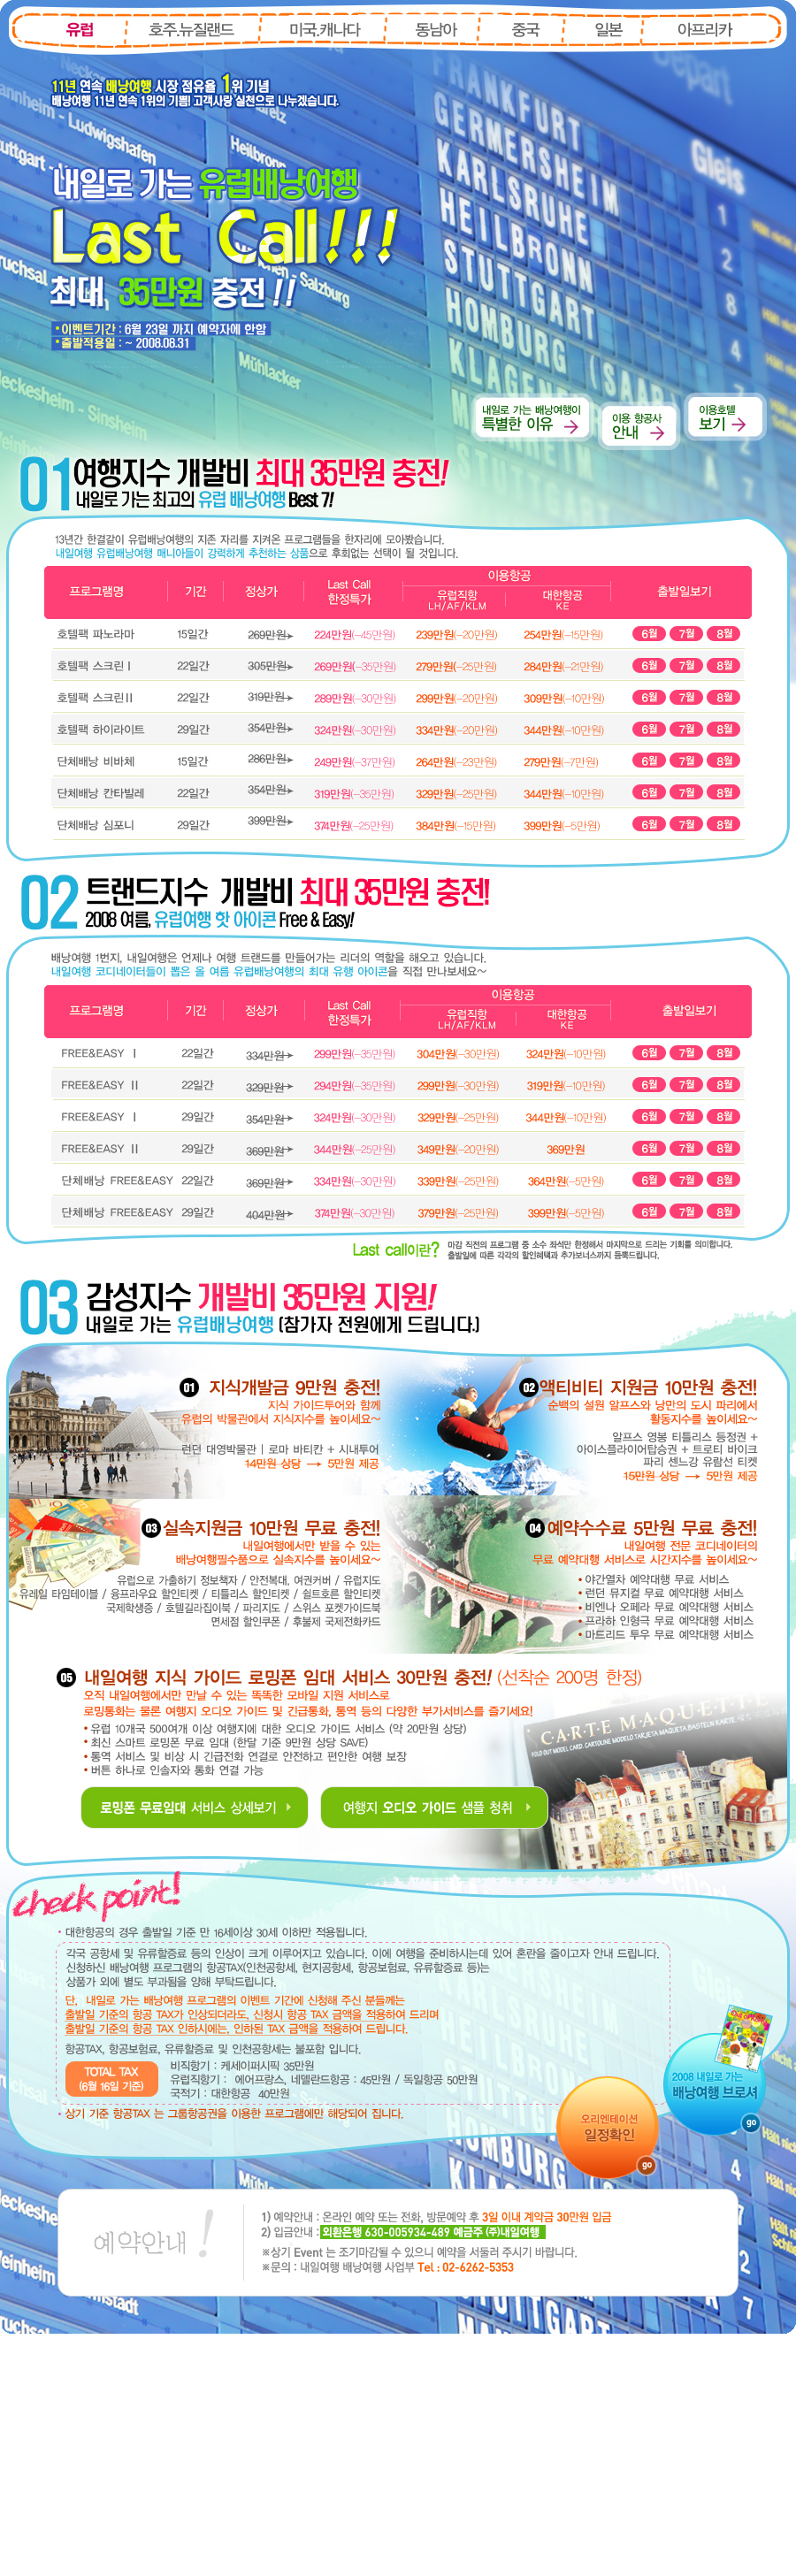 유럽 호주.뉴질랜드 미국.캐나다 동남아 중국 일본 아프리카
11년 연속 배낭여행 시장 점유율 1위 기념
배낭여행 11년 연속 1위의 기쁨! 고객사랑 실천으로 나누겠습니다.
내일로 가는 유럽배낭여행
Last Call!!!
최대 35만원 충전!!
•이벤트기간 : 6월 23일 까지 예약자에 한함
•출발적용일 : ~ 2008.08.31
Depart
FRANKFURT
GERMERSHEIM
KARLSRUHE
HEILBRONN
STUTTGART
HOMBURG
Gleis
Heilbronn
Mühlacker
내일로 가는 배낭여행이
특별한 이유
이용 항공사
안내
이용호텔
보기
01 여행지수 개발비 최대 35만원 충전!
내일로 가는 최고의 유럽 배낭여행 Best 7!
13년간 한결같이 유럽배낭여행의 지존 자리를 지켜온 프로그램들을 한자리에 모아봤습니다.
내일여행 유럽배낭여행 매니아들이 강력하게 추천하는 상품으로 후회없는 선택이 될 것입니다.
프로그램명 기간 정상가 Last Call 한정특가 이용항공 유럽직항 LH/AF/KLM 대한항공 KE 출발일보기
호텔팩 파노라마 15일간 269만원 224만원(-45만원) 239만원(-20만원) 254만원(-15만원) 6월 7월 8월
호텔팩 스크린Ⅰ 22일간 305만원 269만원(-35만원) 279만원(-25만원) 284만원(-21만원) 6월 7월 8월
호텔팩 스크린ⅠⅠ 22일간 319만원 289만원(-30만원) 299만원(-20만원) 309만원(-10만원) 6월 7월 8월
호텔팩 하이라이트 29일간 354만원 324만원(-30만원) 334만원(-20만원) 344만원(-10만원) 6월 7월 8월
단체배낭 비바체 15일간 286만원 249만원(-37만원) 264만원(-23만원) 279만원(-7만원) 6월 7월 8월
단체배낭 칸타빌레 22일간 354만원 319만원(-35만원) 329만원(-25만원) 344만원(-10만원) 6월 7월 8월
단체배낭 심포니 29일간 399만원 374만원(-25만원) 384만원(-15만원) 399만원(-5만원) 6월 7월 8월
02 트랜드지수 개발비 최대 35만원 충전!
2008 여름, 유럽여행 핫 아이콘 Free & Easy!
배낭여행 1번지, 내일여행은 언제나 여행 트랜드를 만들어가는 리더의 역할을 해오고 있습니다.
내일여행 코디네이터들이 뽑은 올 여름 유럽배낭여행의 최대 유행 아이콘을 직접 만나보세요~
프로그램명 기간 정상가 Last Call 한정특가 이용항공 유럽직항 LH/AF/KLM 대한항공 KE 출발일보기
FREE&EASY Ⅰ 22일간 334만원 299만원(-35만원) 304만원(-30만원) 324만원(-10만원) 6월 7월 8월
FREE&EASY Ⅱ 22일간 329만원 294만원(-35만원) 299만원(-30만원) 319만원(-10만원) 6월 7월 8월
FREE&EASY Ⅰ 29일간 354만원 324만원(-30만원) 329만원(-25만원) 344만원(-10만원) 6월 7월 8월
FREE&EASY Ⅱ 29일간 369만원 344만원(-25만원) 349만원(-20만원) 369만원 6월 7월 8월
단체배낭 FREE&EASY 22일간 369만원 334만원(-30만원) 339만원(-25만원) 364만원(-5만원) 6월 7월 8월
단체배낭 FREE&EASY 29일간 404만원 374만원(-30만원) 379만원(-25만원) 399만원(-5만원) 6월 7월 8월
Last call이란? 마감 직전의 프로그램 중 소수 좌석만 한정해서 마지막으로 드리는 기회를 의미합니다.
출발일에 따른 각각의 할인혜택과 추가보너스까지 듬뿍드립니다.
03 감성지수 개발비 35만원 지원!
내일로 가는 유럽배낭여행 (참가자 전원에게 드립니다.)
01 지식개발금 9만원 충전!
지식 가이드투어와 함께
유럽의 박물관에서 지식지수를 높이세요~
런던 대영박물관 | 로마 바티칸 + 시내투어
14만원 상당 → 5만원 제공
02 액티비티 지원금 10만원 충전!
순백의 설원 알프스와 낭만의 도시 파리에서
활동지수를 높이세요~
알프스 영봉 티틀리스 등정권 +
아이스플라이어탑승권 + 트로티 바이크
파리 센느강 유람선 티켓
15만원 상당 → 5만원 제공
03 실속지원금 10만원 무료 충전!
내일여행에서만 받을 수 있는
배낭여행필수품으로 실속지수를 높이세요~
유럽으로 가출하기 정보책자 / 안전복대, 여권커버 / 유럽지도
유레일 타임테이블 / 융프라우요 할인티켓 / 티틀리스 할인티켓 / 쉴트호른 할인티켓
국제학생증 / 호텔길라집이북 / 파리지도 / 스위스 포켓가이드북
면세점 할인쿠폰 / 후불제 국제전화카드
04 예약수수료 5만원 무료 충전!
내일여행 전문 코디네이터의
무료 예약대행 서비스로 시간지수를 높이세요~
• 야간열차 예약대행 무료 서비스
• 런던 뮤지컬 무료 예약대행 서비스
• 비엔나 오페라 무료 예약대행 서비스
• 프라하 인형극 무료 예약대행 서비스
• 마드리드 투우 무료 예약대행 서비스
05 내일여행 지식 가이드 로밍폰 임대 서비스 30만원 충전! (선착순 200명 한정)
오직 내일여행에서만 만날 수 있는 똑똑한 모바일 지원 서비스로
로밍통화는 물론 여행지 오디오 가이드 및 긴급통화, 통역 등의 다양한 부가서비스를 즐기세요!
• 유럽 10개국 500여개 이상 여행지에 대한 오디오 가이드 서비스 (약 20만원 상당)
• 최신 스마트 로밍폰 무료 임대 (한달 기준 9만원 상당 SAVE)
• 통역 서비스 및 비상 시 긴급전화 연결로 안전하고 편안한 여행 보장
• 버튼 하나로 인솔자와 통화 연결 가능
CARTE MAQUETTE
로밍폰 무료임대 서비스 상세보기
여행지 오디오 가이드 샘플 청취
check point!
• 대한항공의 경우 출발일 기준 만 16세이상 30세 이하만 적용됩니다.
각국 공항세 및 유류할증료 등의 인상이 크게 이루어지고 있습니다. 이에 여행을 준비하시는데 있어 혼란을 줄이고자 안내 드립니다.
신청하신 배낭여행 프로그램의 항공TAX(인천공항세, 현지공항세, 항공보험료, 유류할증료 등)는
상품가 외에 별도 부과됨을 양해 부탁드립니다.
단, 내일로 가는 배낭여행 프로그램의 이벤트 기간에 신청해 주신 분들께는
출발일 기준의 항공 TAX가 인상되더라도, 신청시 항공 TAX 금액을 적용하여 드리며
출발일 기준의 항공 TAX 인하시에는, 인하된 TAX 금액을 적용하여 드립니다.
항공TAX, 항공보험료, 유류할증료 및 인천공항세는 불포함 입니다.
TOTAL TAX
(6월 16일 기준)
비직항기 : 케세이퍼시픽 35만원
유럽직항기 : 에어프랑스, 네델란드항공 : 45만원 / 독일항공 50만원
국적기 : 대한항공 40만원
• 상기 기준 항공TAX 는 그룹항공권을 이용한 프로그램에만 해당되어 집니다.
오리엔테이션
일정확인
go
2008 내일로 가는
배낭여행 브로셔
go
예약안내!
1) 예약안내 : 온라인 예약 또는 전화, 방문예약 후 3일 이내 계약금 30만원 입금
2) 입금안내 : 외환은행 630-005934-489 예금주 (주)내일여행
※상기 Event 는 조기마감될 수 있으니 예약을 서둘러 주시기 바랍니다.
※문의 : 내일여행 배낭여행 사업부 Tel : 02-6262-5353